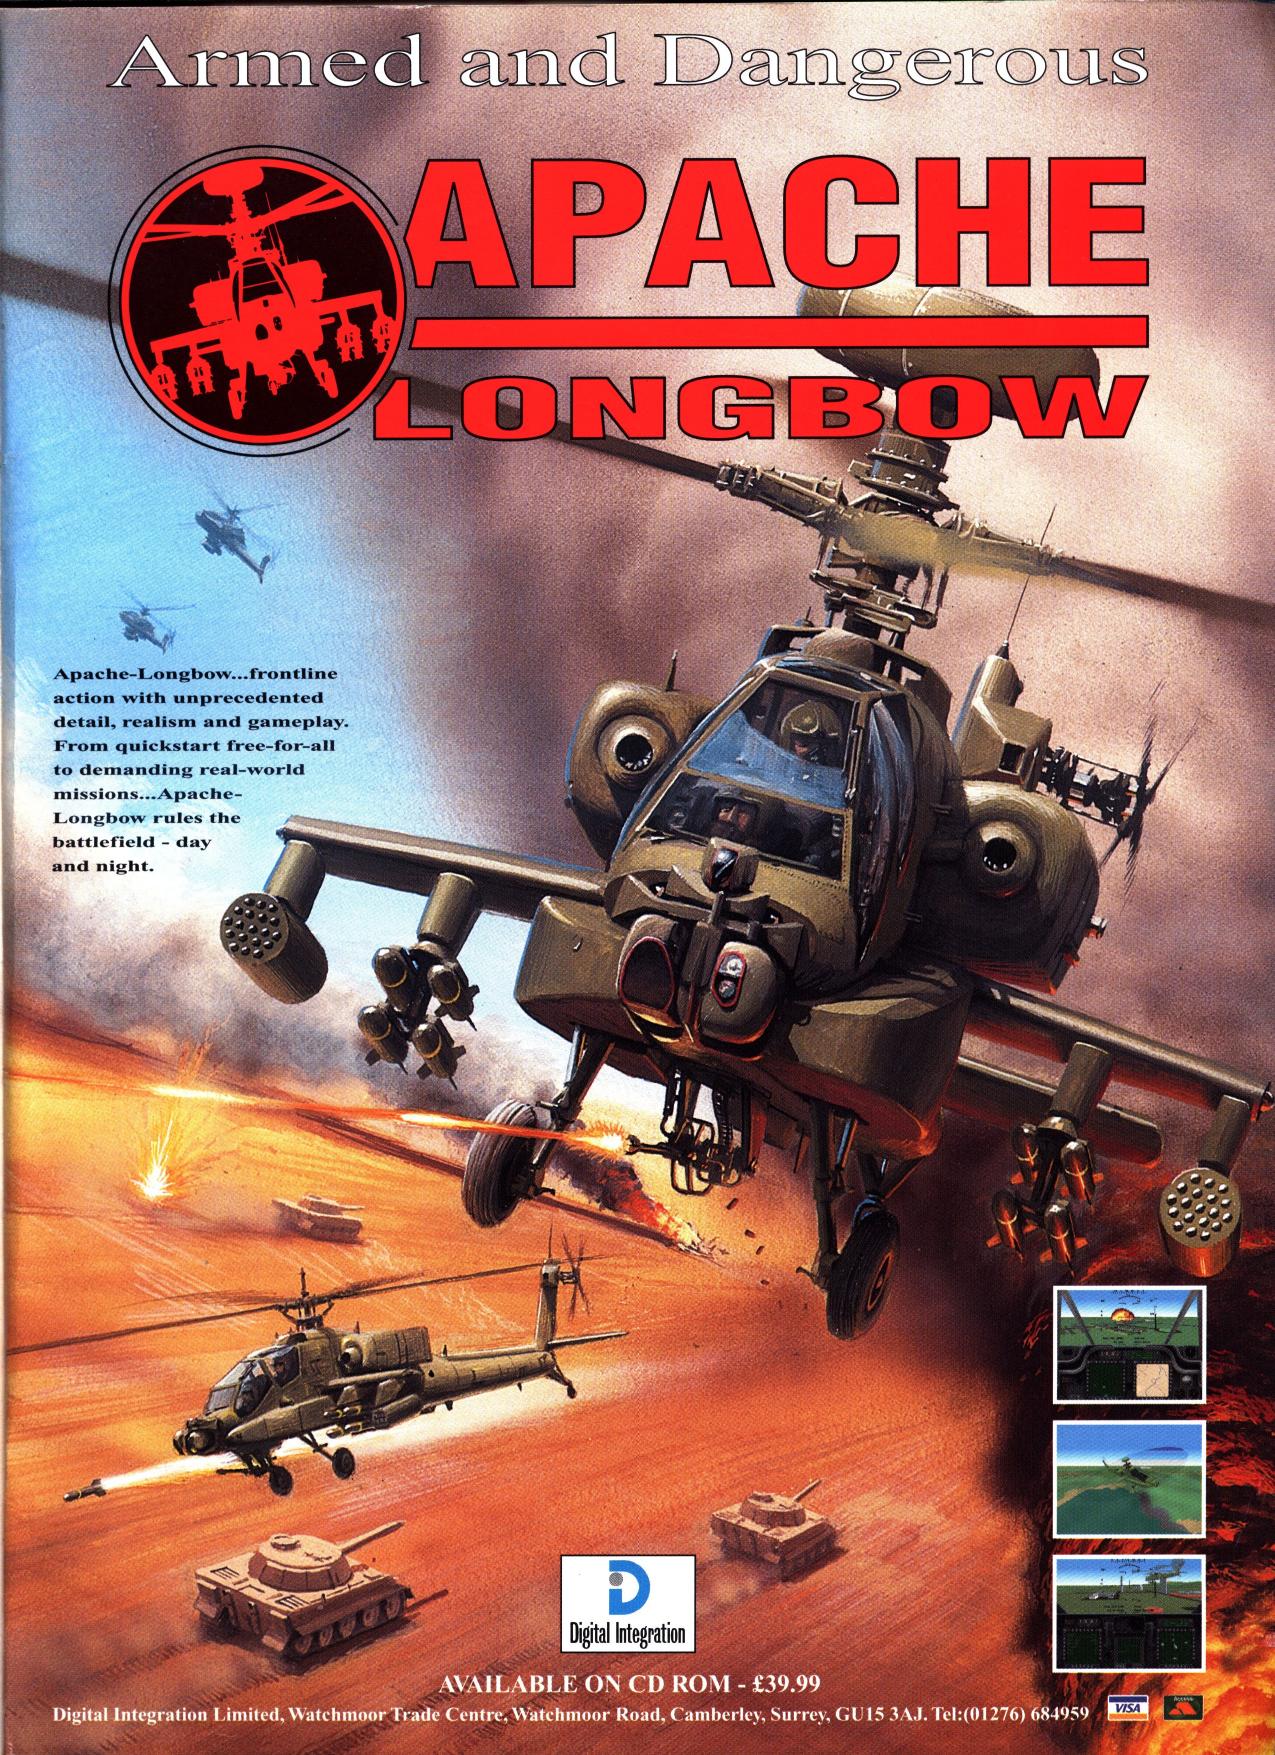 Armed and Dangerous
APACHE
LONGBOW
Apache-Longbow...frontline
action with unprecedented
detail, realism and gameplay.
From quickstart free-for-all
to demanding real-world
missions...Apache-
Longbow rules the
battlefield - day
and night.
Digital Integration
AVAILABLE ON CD ROM - £39.99
Digital Integration Limited, Watchmoor Trade Centre, Watchmoor Road, Camberley, Surrey, GU15 3AJ. Tel:(01276) 684959
VISA